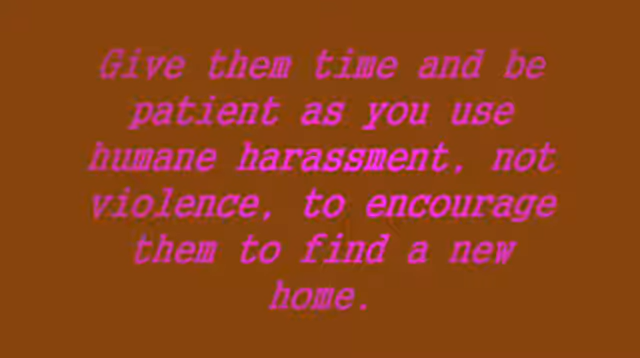 Give them time and be
patient as you use
humane harassment, not
violence, to encourage
them to find a new
home.